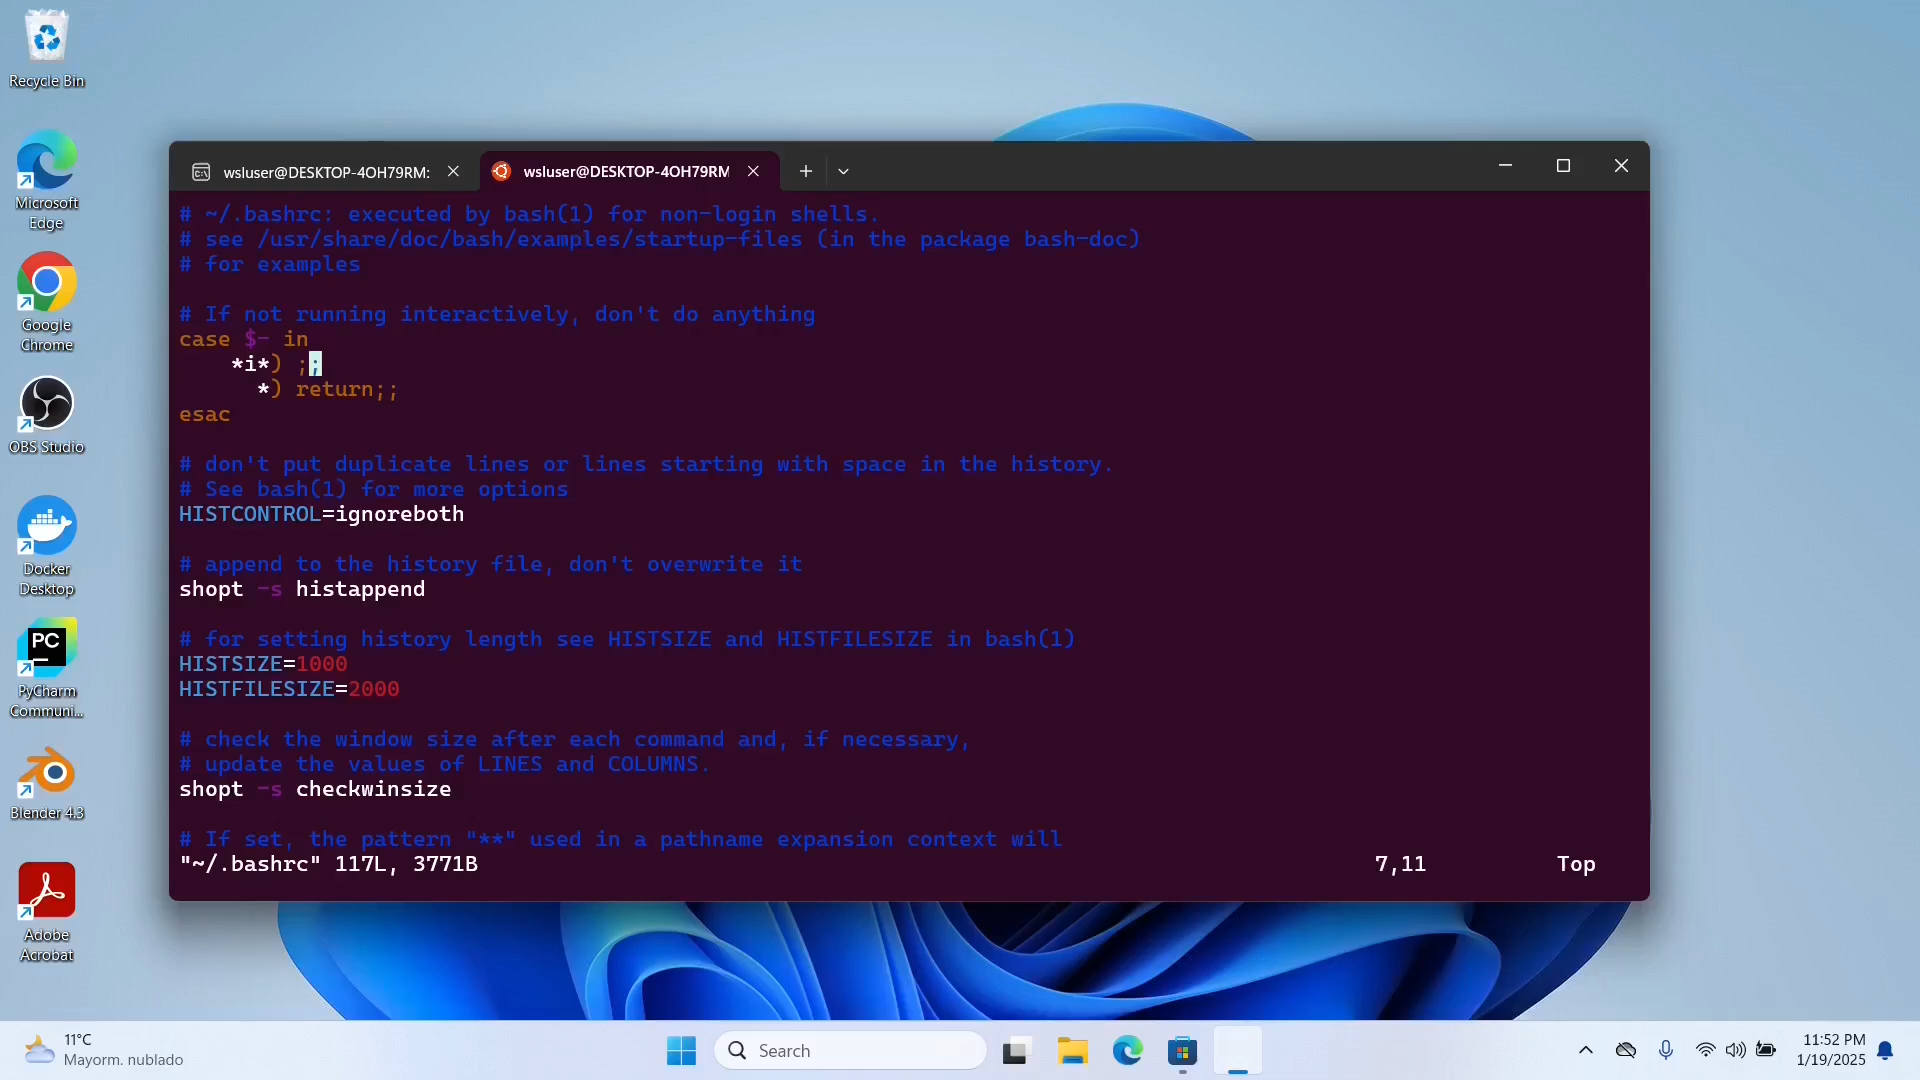 Recycle Bin
Microsoft
Edge
Google
Chrome
OBS Studio
Docker
Desktop
PC
PyCharm
Communi...
Blender 4.3
Adobe
Acrobat
wsluser@DESKTOP-4OH79RM:
wsluser@DESKTOP-4OH79RM
# ~/.bashrc: executed by bash(1) for non-login shells.
# see /usr/share/doc/bash/examples/startup-files (in the package bash-doc)
# for examples
# If not running interactively, don't do anything
case $- in
    *i*) ;;
      *) return;;
esac
# don't put duplicate lines or lines starting with space in the history.
# See bash(1) for more options
HISTCONTROL=ignoreboth
# append to the history file, don't overwrite it
shopt -s histappend
# for setting history length see HISTSIZE and HISTFILESIZE in bash(1)
HISTSIZE=1000
HISTFILESIZE=2000
# check the window size after each command and, if necessary,
# update the values of LINES and COLUMNS.
shopt -s checkwinsize
# If set, the pattern "**" used in a pathname expansion context will
"~/.bashrc" 117L, 3771B 7,11 Top
11°C
Mayorm. nublado
Search
11:52 PM
1/19/2025